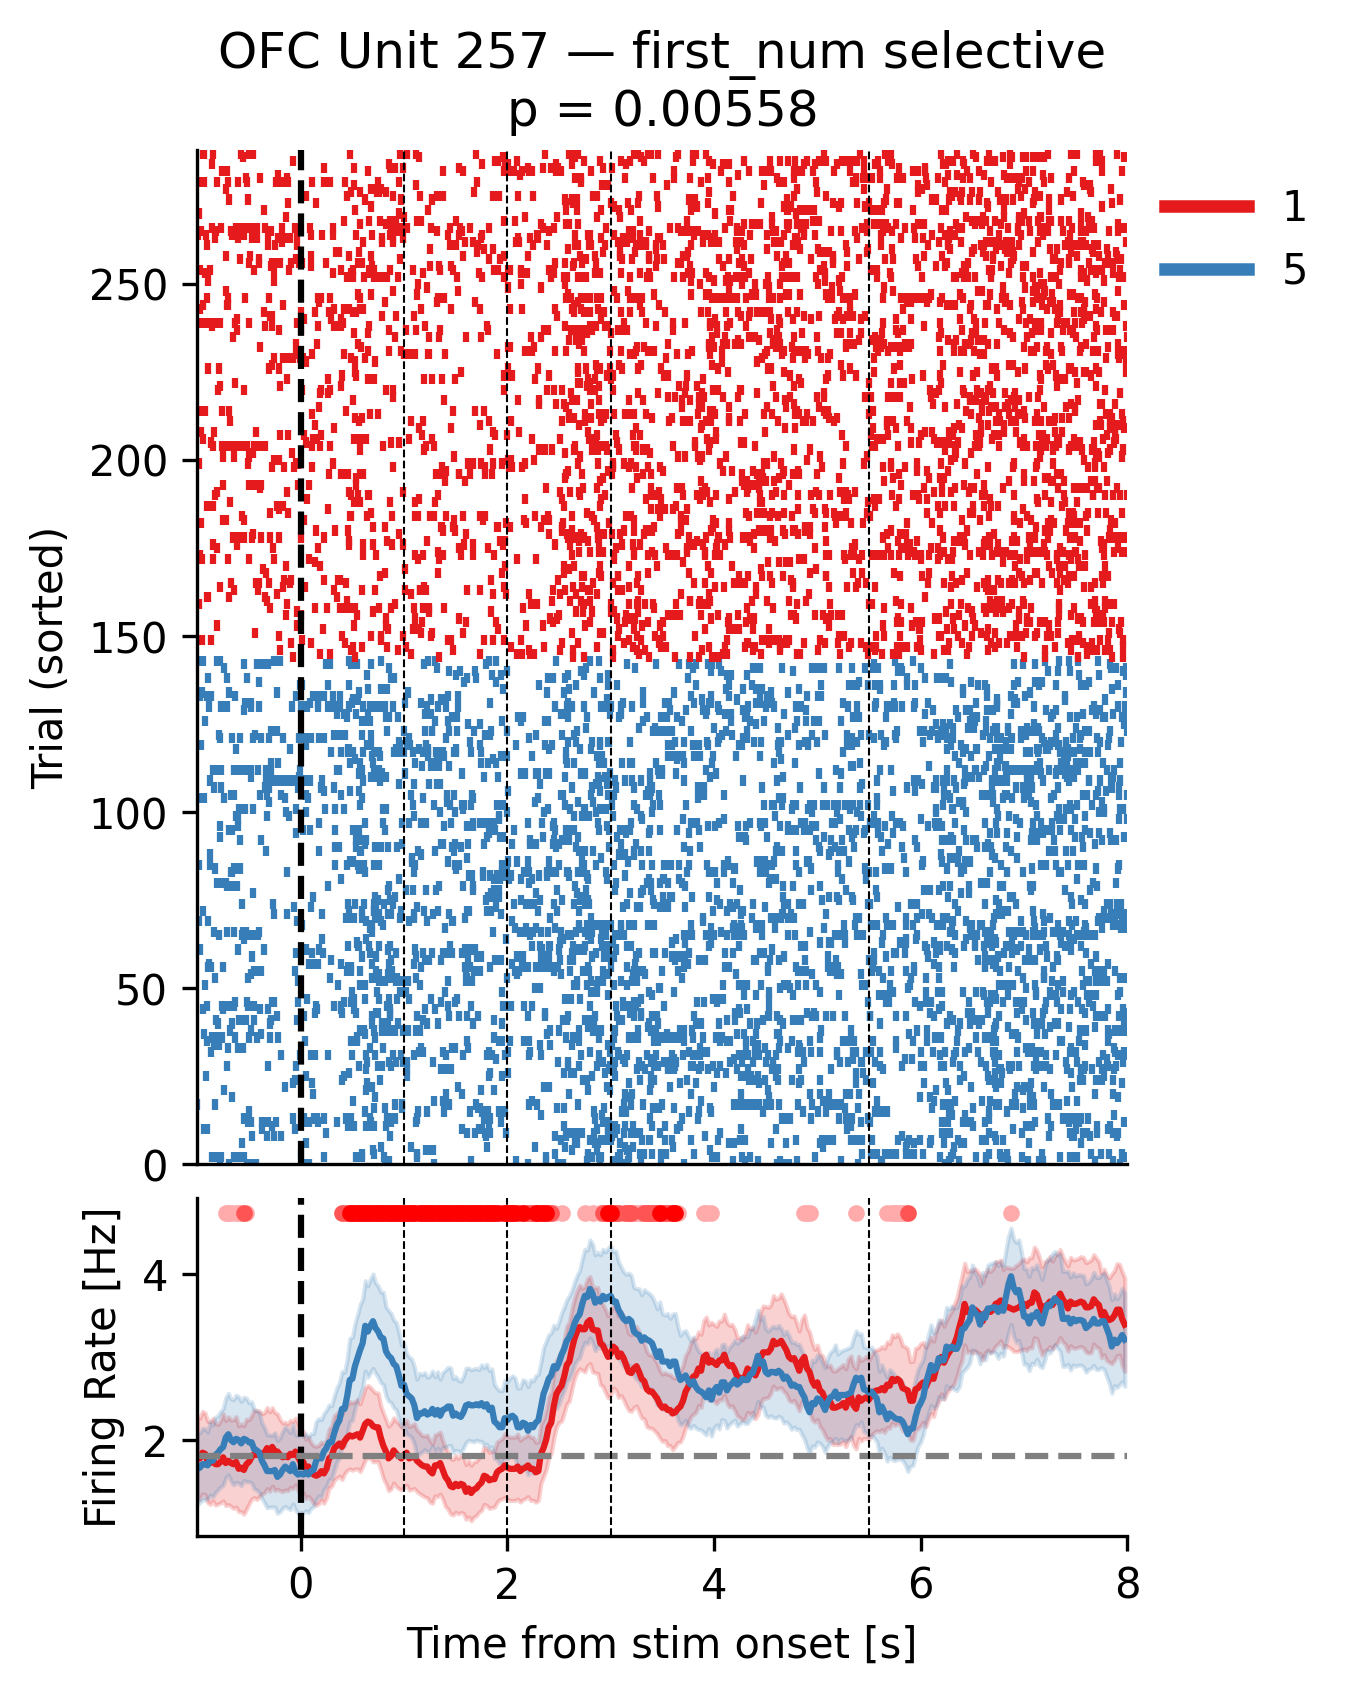 OFC Unit 257 — first_num selective
p = 0.00558
1
5
250
200
150
100
50
0
Trial (sorted)
4
2
Firing Rate [Hz]
0 2 4 6 8
Time from stim onset [s]